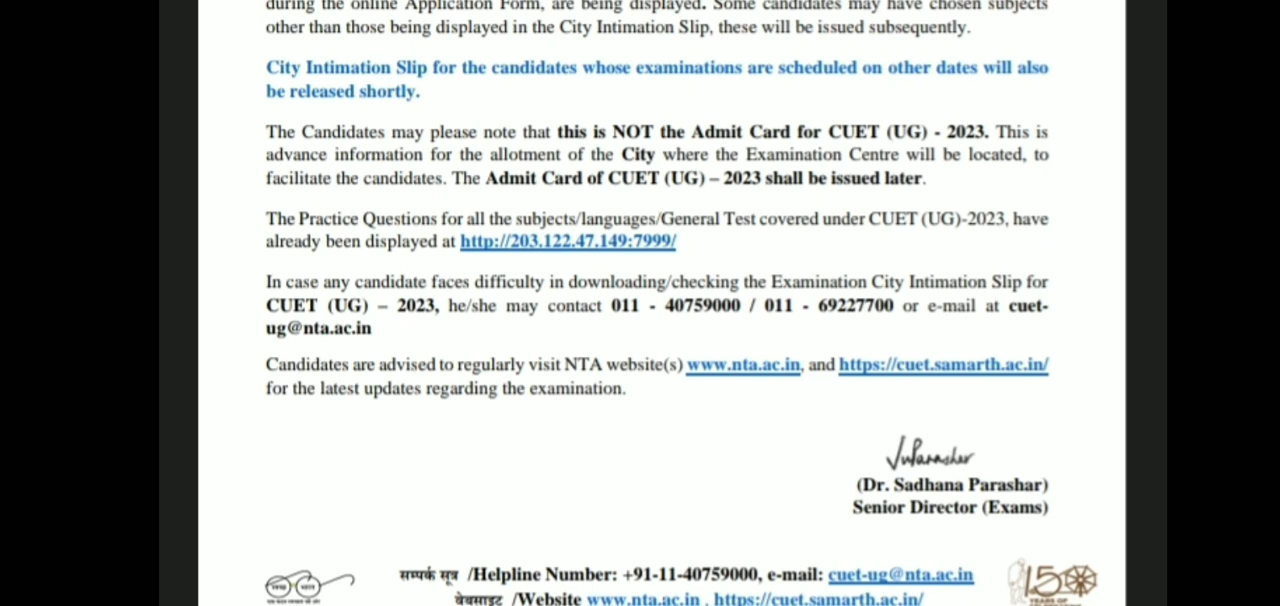 during the online Application Form, are being displayed. Some candidates may have chosen subjects
other than those being displayed in the City Intimation Slip, these will be issued subsequently.
City Intimation Slip for the candidates whose examinations are scheduled on other dates will also
be released shortly.
The Candidates may please note that this is NOT the Admit Card for CUET (UG) - 2023. This is
advance information for the allotment of the City where the Examination Centre will be located, to
facilitate the candidates. The Admit Card of CUET (UG) – 2023 shall be issued later.
The Practice Questions for all the subjects/languages/General Test covered under CUET (UG)-2023, have
already been displayed at http://203.122.47.149:7999/
In case any candidate faces difficulty in downloading/checking the Examination City Intimation Slip for
CUET (UG) – 2023, he/she may contact 011 - 40759000 / 011 - 69227700 or e-mail at cuet-
ug@nta.ac.in
Candidates are advised to regularly visit NTA website(s) www.nta.ac.in, and https://cuet.samarth.ac.in/
for the latest updates regarding the examination.
(Dr. Sadhana Parashar)
Senior Director (Exams)
सम्पर्क सूत्र /Helpline Number: +91-11-40759000, e-mail: cuet-ug@nta.ac.in
वेबसाइट /Website www.nta.ac.in , https://cuet.samarth.ac.in/
150
YEARS OF